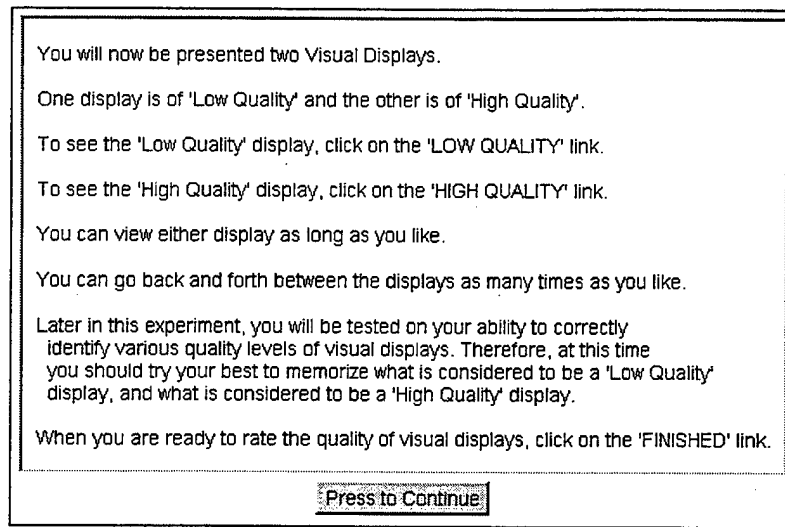 You will now be presented two Visual Displays.
One display is of 'Low Quality' and the other is of 'High Quality'.
To see the 'Low Quality' display, click on the 'LOW QUALITY' link.
To see the 'High Quality' display, click on the 'HIGH QUALITY' link.
You can view either display as long as you like.
You can go back and forth between the displays as many times as you like.
Later in this experiment, you will be tested on your ability to correctly
identify various quality levels of visual displays. Therefore, at this time
you should try your best to memorize what is considered to be a 'Low Quality'
display, and what is considered to be a 'High Quality' display.
When you are ready to rate the quality of visual displays, click on the 'FINISHED' link.
Press to Continue